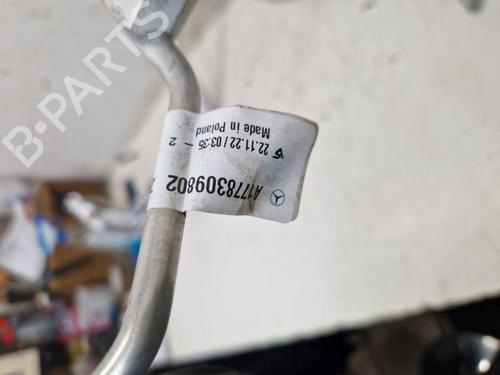 A1778309802
22.11.22 / 03:35 - 2
Made in Poland
B-PARTS